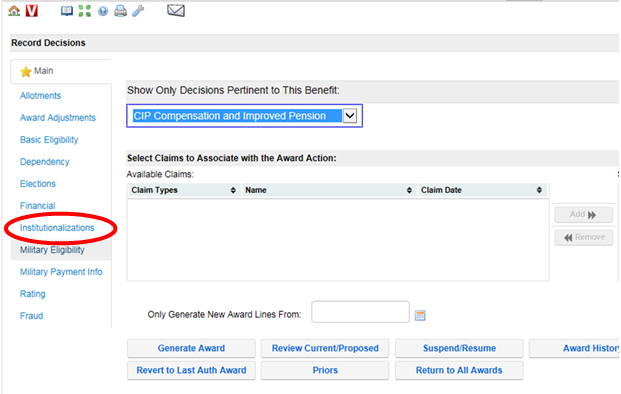 Record Decisions
Main
Allotments
Award Adjustments
Basic Eligibility
Dependency
Elections
Financial
Institutionalizations
Military Eligibility
Military Payment Info
Rating
Fraud
Show Only Decisions Pertinent to This Benefit:
CIP Compensation and Improved Pension
Select Claims to Associate with the Award Action:
Available Claims:
Claim Types Name Claim Date
Add
Remove
Only Generate New Award Lines From:
Generate Award Review Current/Proposed Suspend/Resume Award History
Revert to Last Auth Award Priors Return to All Awards